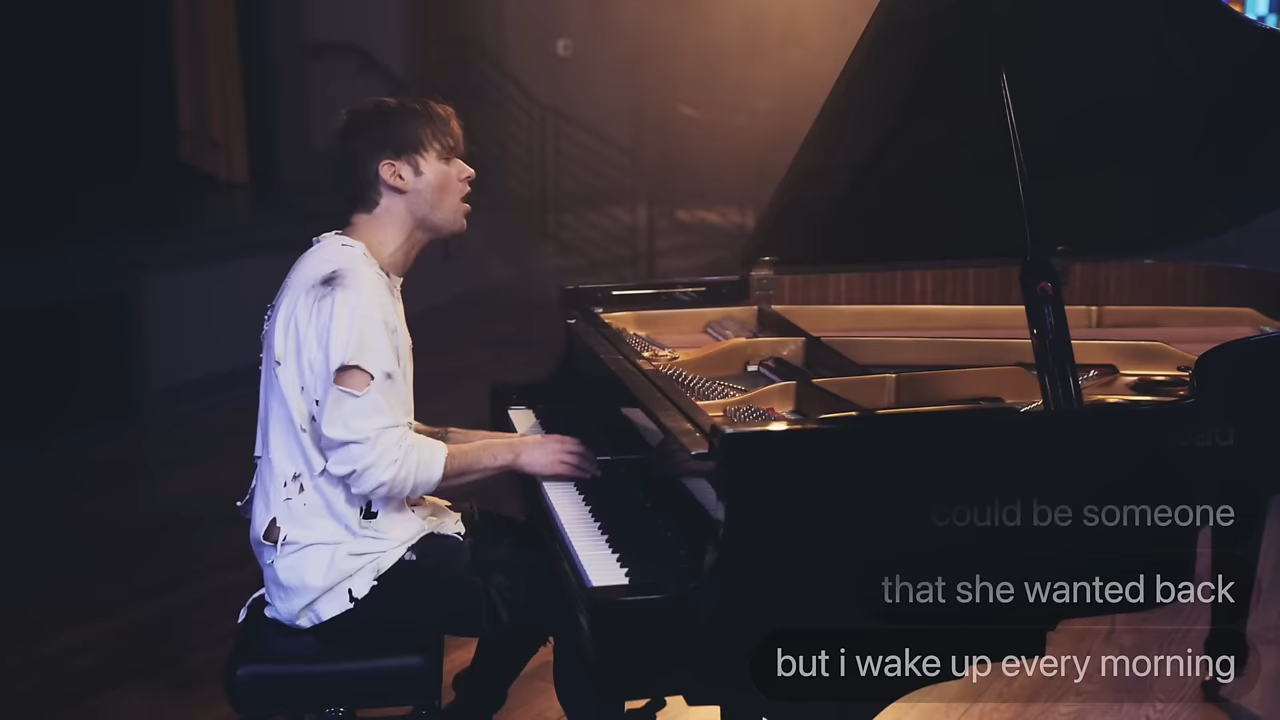 could be someone
that she wanted back
but i wake up every morning